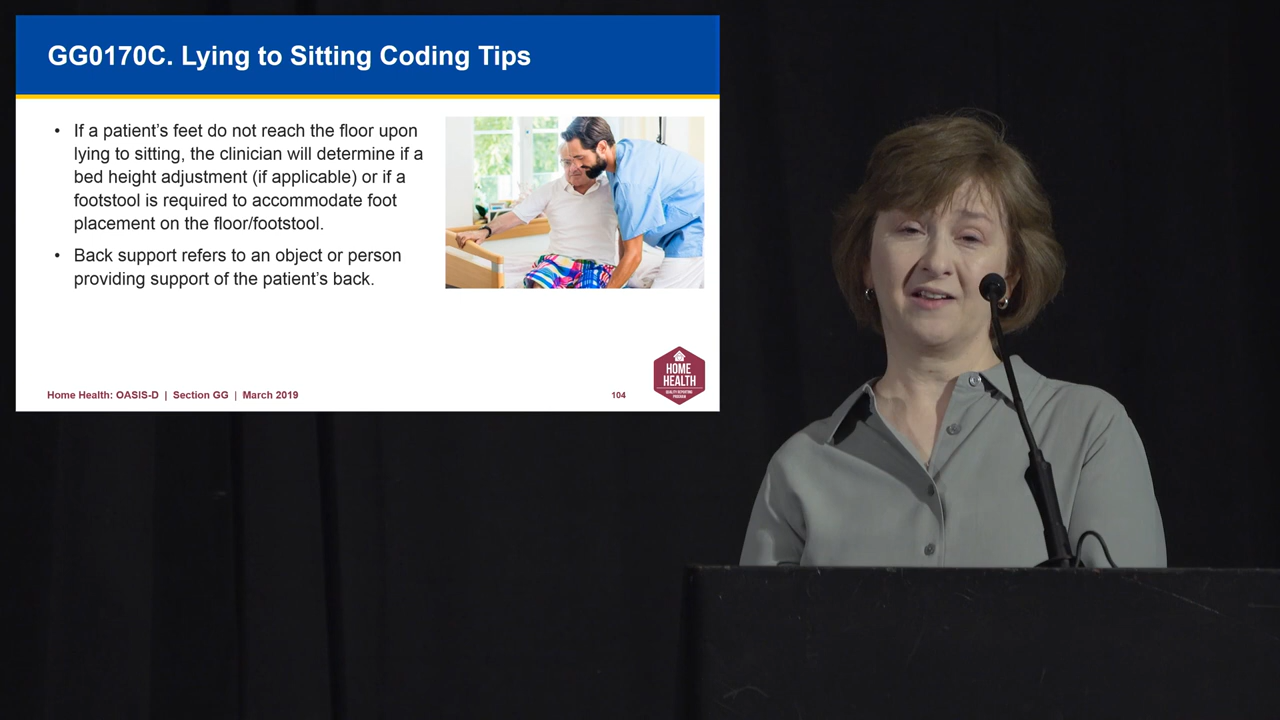 GG0170C. Lying to Sitting Coding Tips
• If a patient's feet do not reach the floor upon
lying to sitting, the clinician will determine if a
bed height adjustment (if applicable) or if a
footstool is required to accommodate foot
placement on the floor/footstool.
• Back support refers to an object or person
providing support of the patient's back.
Home Health: OASIS-D | Section GG | March 2019
104
HOME
HEALTH
QUALITY REPORTING
PROGRAM